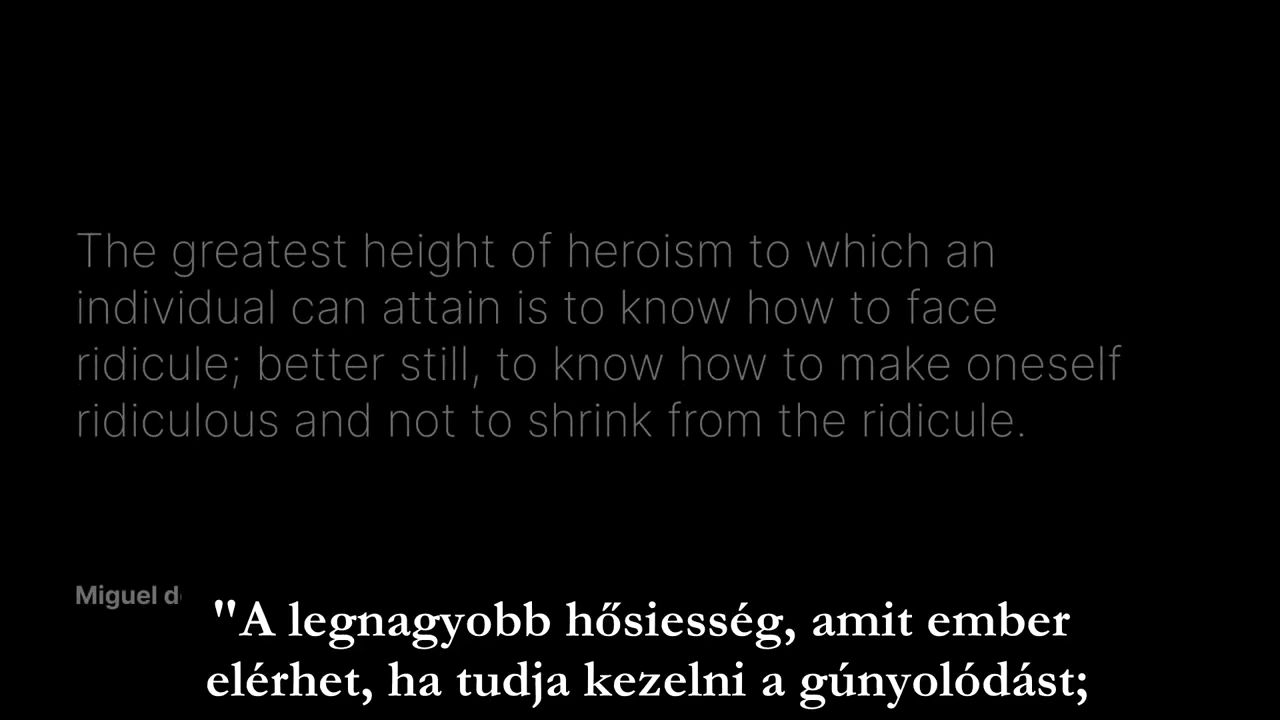 The greatest height of heroism to which an
individual can attain is to know how to face
ridicule; better still, to know how to make oneself
ridiculous and not to shrink from the ridicule.
Miguel
"A legnagyobb hősiesség, amit ember
elérhet, ha tudja kezelni a gúnyolódást;